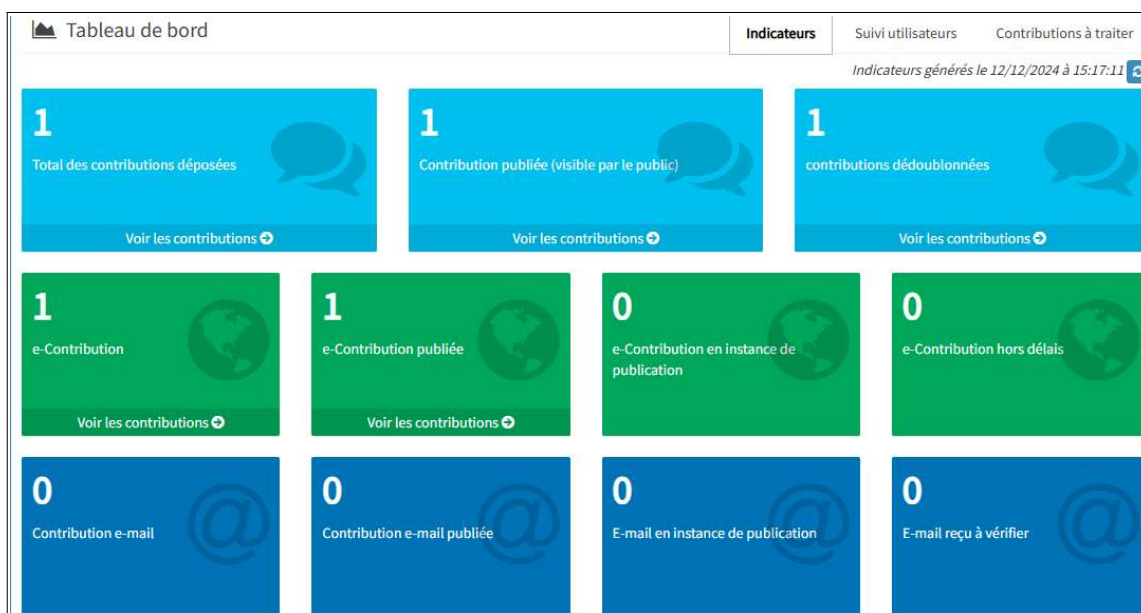 Tableau de bord
Indicateurs
Suivi utilisateurs
Contributions à traiter
Indicateurs générés le 12/12/2024 à 15:17:11
1
Total des contributions déposées
Voir les contributions
1
Contribution publiée (visible par le public)
Voir les contributions
1
contributions dédoublonnées
Voir les contributions
1
e-Contribution
Voir les contributions
1
e-Contribution publiée
Voir les contributions
0
e-Contribution en instance de
publication
0
e-Contribution hors délais
0
Contribution e-mail
0
Contribution e-mail publiée
0
E-mail en instance de publication
0
E-mail reçu à vérifier